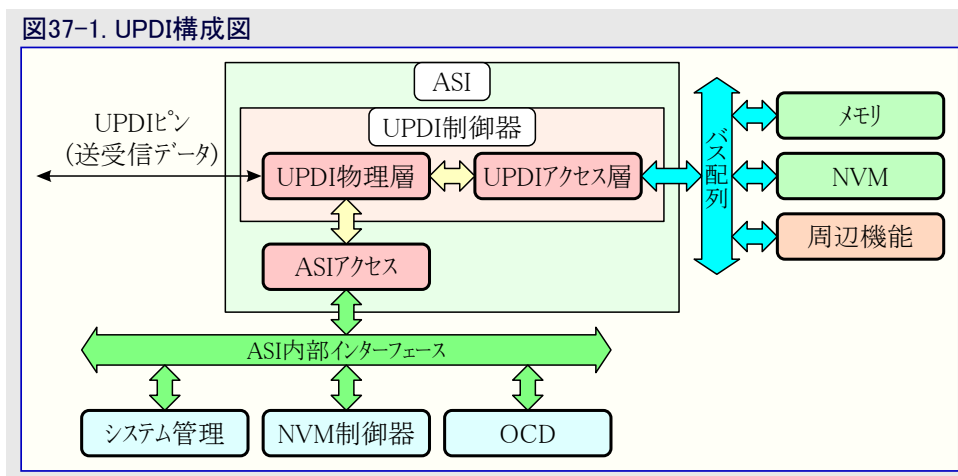 図37-1. UPDI構成図
ASI
UPDI制御器
UPDIピン
(送受信データ)
UPDI物理層
UPDIアクセス層
バス配列
メモリ
NVM
周辺機能
ASIアクセス
ASI内部インターフェース
システム管理
NVM制御器
OCD